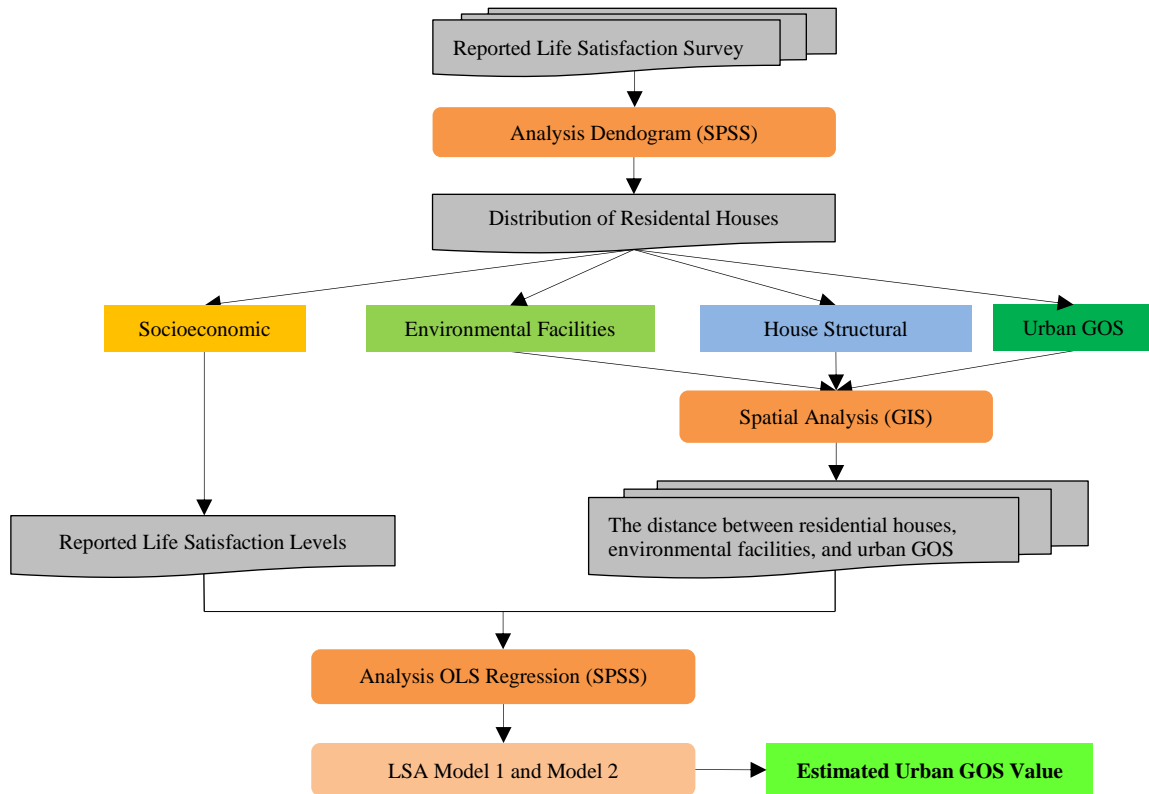 Reported Life Satisfaction Survey
Analysis Dendogram (SPSS)
Distribution of Residental Houses
Socioeconomic
Environmental Facilities
House Structural
Urban GOS
Spatial Analysis (GIS)
Reported Life Satisfaction Levels
The distance between residential houses,
environmental facilities, and urban GOS
Analysis OLS Regression (SPSS)
LSA Model 1 and Model 2
Estimated Urban GOS Value